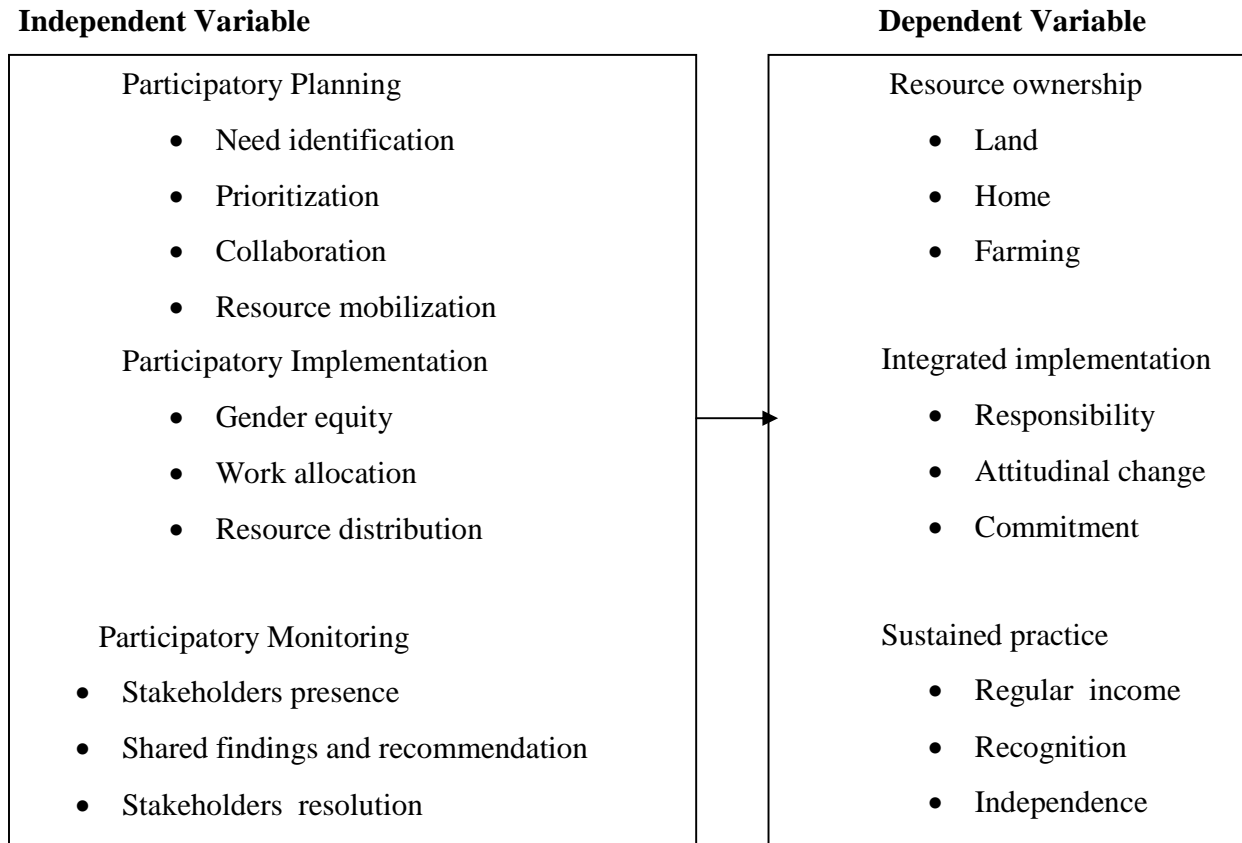 Independent Variable
Participatory Planning
• Need identification
• Prioritization
• Collaboration
• Resource mobilization
Participatory Implementation
• Gender equity
• Work allocation
• Resource distribution
Participatory Monitoring
• Stakeholders presence
• Shared findings and recommendation
• Stakeholders resolution
Dependent Variable
Resource ownership
• Land
• Home
• Farming
Integrated implementation
• Responsibility
• Attitudinal change
• Commitment
Sustained practice
• Regular income
• Recognition
• Independence